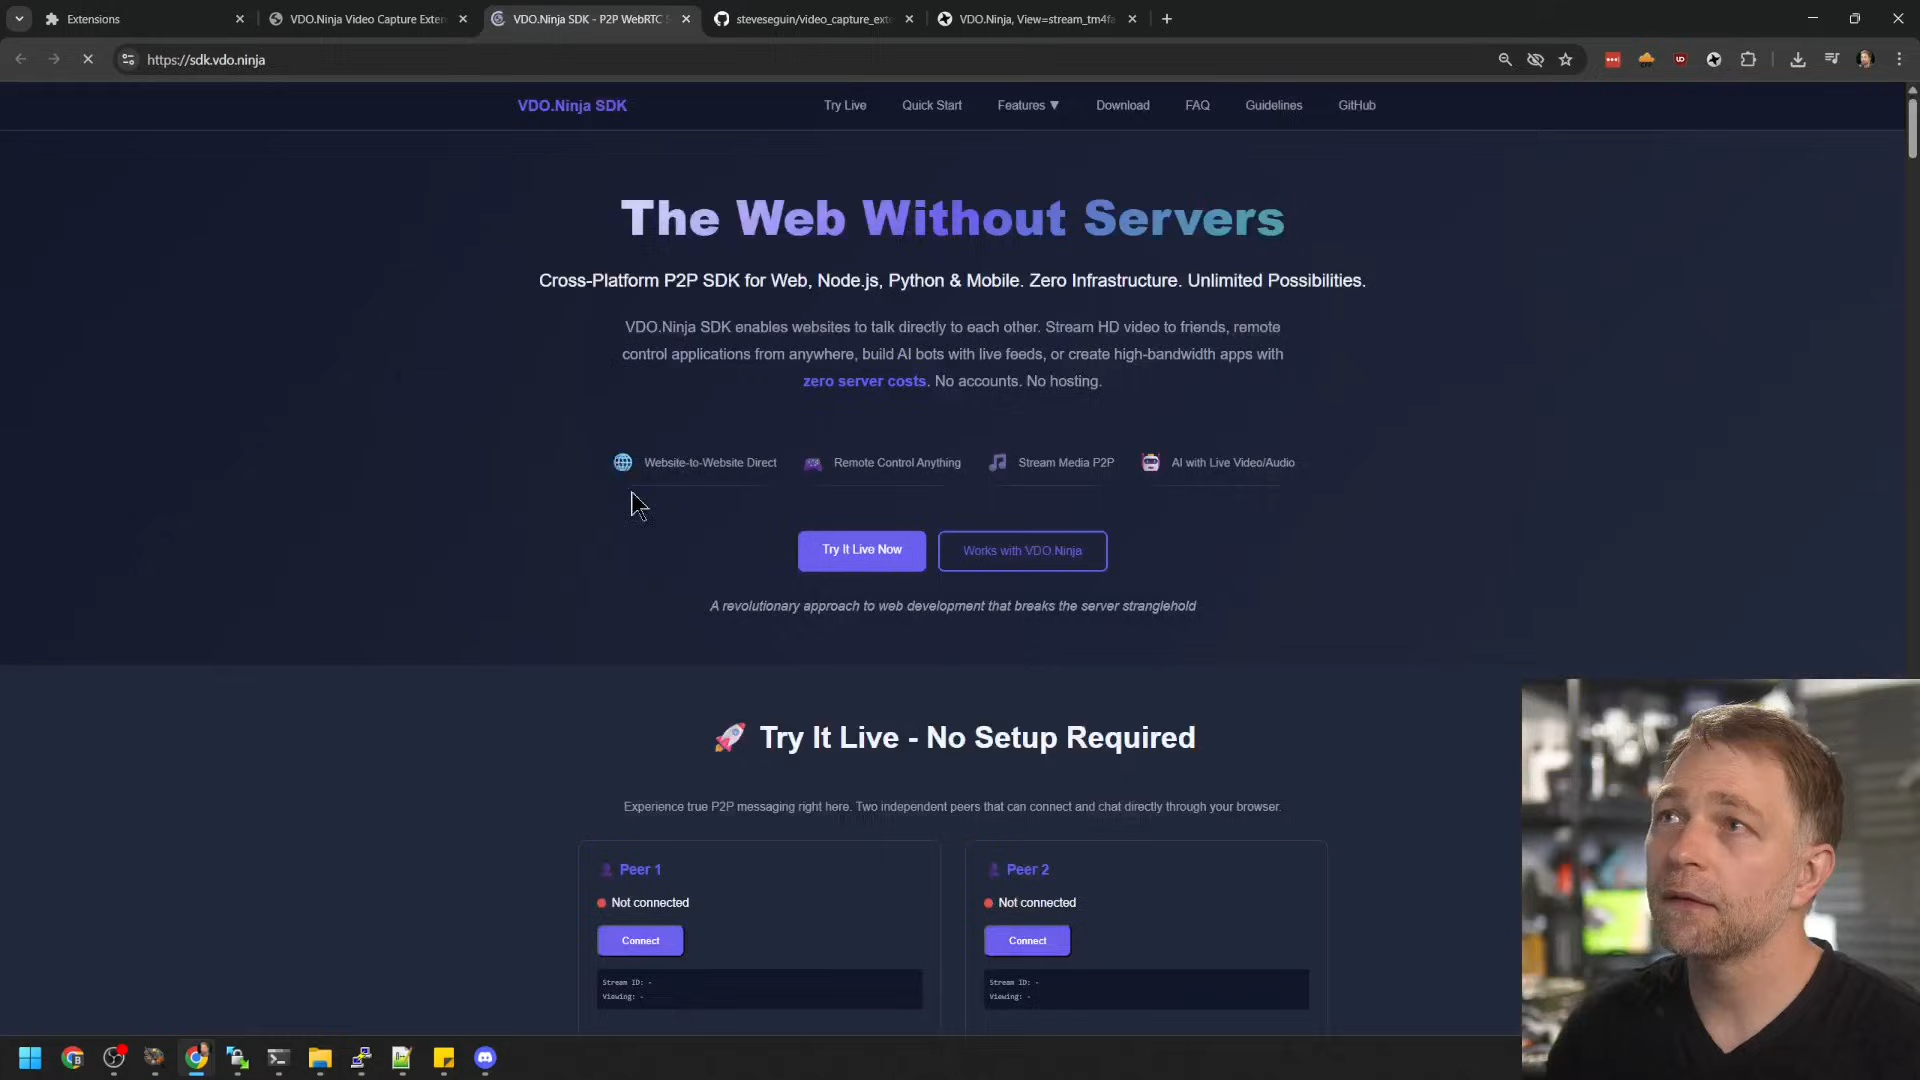 Extensions
VDO.Ninja Video Capture Exten
VDO.Ninja SDK - P2P WebRTC S
steveseguin/video_capture_ext
VDO.Ninja, View=stream_tm4fa
https://sdk.vdo.ninja
VDO.Ninja SDK
Try Live
Quick Start
Features ▼
Download
FAQ
Guidelines
GitHub
The Web Without Servers
Cross-Platform P2P SDK for Web, Node.js, Python & Mobile. Zero Infrastructure. Unlimited Possibilities.
VDO.Ninja SDK enables websites to talk directly to each other. Stream HD video to friends, remote
control applications from anywhere, build AI bots with live feeds, or create high-bandwidth apps with
zero server costs. No accounts. No hosting.
Website-to-Website Direct
Remote Control Anything
Stream Media P2P
AI with Live Video/Audio
Try It Live Now
Works with VDO.Ninja
A revolutionary approach to web development that breaks the server stranglehold
Try It Live - No Setup Required
Experience true P2P messaging right here. Two independent peers that can connect and chat directly through your browser.
Peer 1
Not connected
Connect
Stream ID: -
Viewing: -
Peer 2
Not connected
Connect
Stream ID: -
Viewing: -